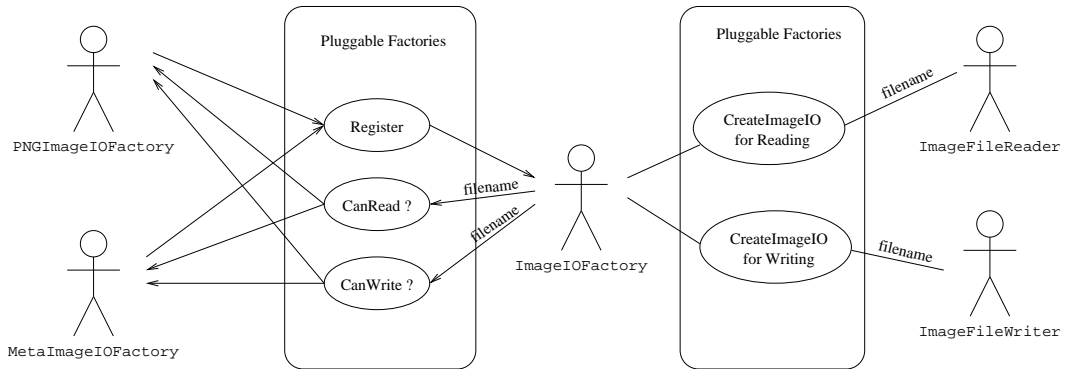 Pluggable Factories
Pluggable Factories
filename
PNGImageIOFactory
Register
CreateImageIO
for Reading
ImageFileReader
CanRead ?
filename
filename
CanWrite ?
ImageIOFactory
CreateImageIO
for Writing
filename
MetaImageIOFactory
ImageFileWriter